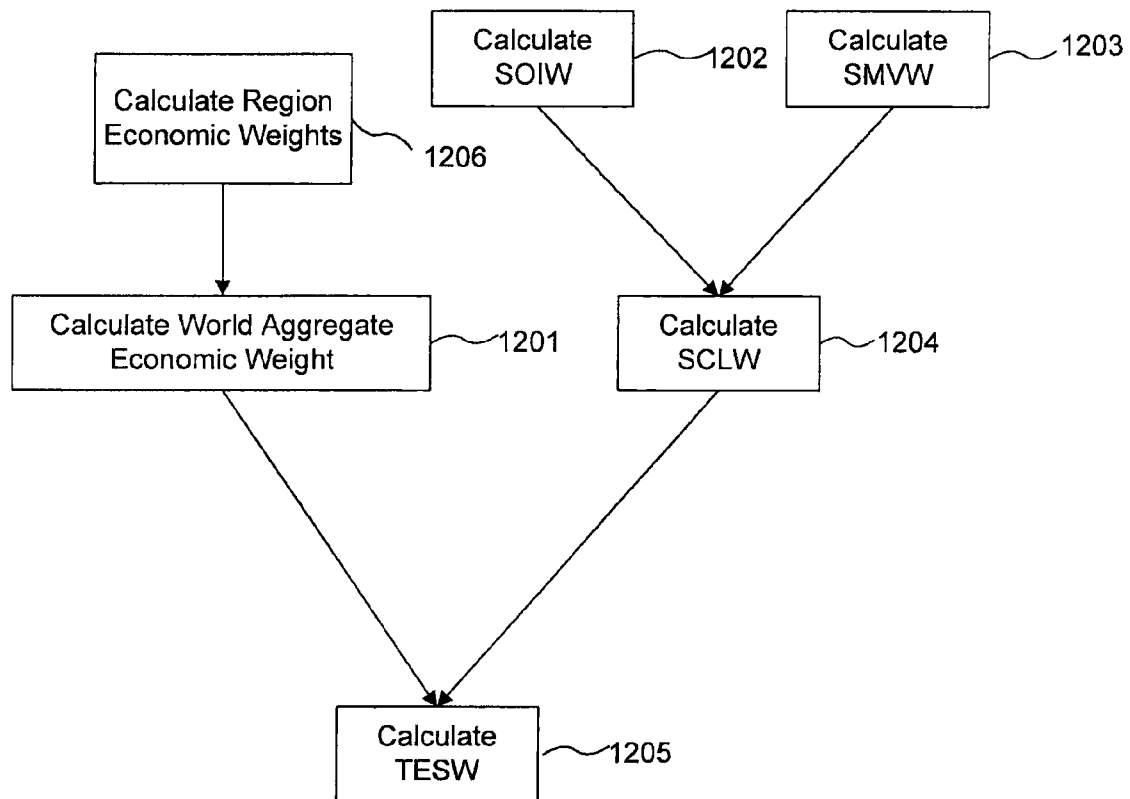 Calculate
SOIW
1202
Calculate
SMVW
1203
Calculate Region
Economic Weights
1206
Calculate World Aggregate
Economic Weight
1201
Calculate
SCLW
1204
Calculate
TESW
1205